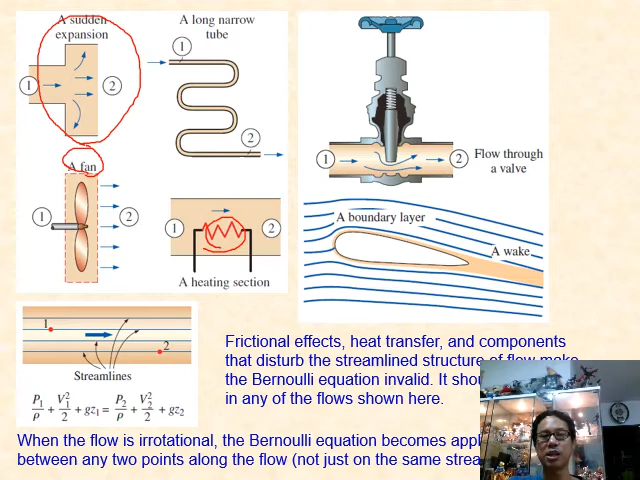 A sudden
expansion
1
2
A long narrow
tube
1
2
1
2
Flow through
a valve
A fan
1
2
1
2
A heating section
A boundary layer
A wake
1
2
Streamlines
P1/ρ + V1²/2 + gz1 = P2/ρ + V2²/2 + gz2
Frictional effects, heat transfer, and components
that disturb the streamlined structure of flow make
the Bernoulli equation invalid. It
in any of the flows shown here.
When the flow is irrotational, the Bernoulli equation becomes
between any two points along the flow (not just on the same